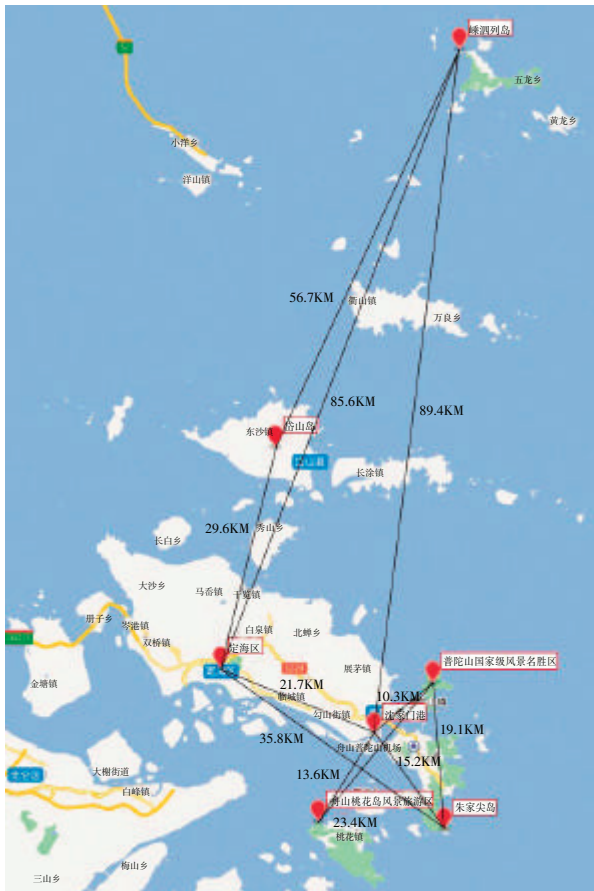 嵊泗列岛
五龙乡
黄龙乡
小洋乡
洋山镇
衢山镇
56.7KM
万良乡
85.6KM
89.4KM
岱山岛
东沙镇
长涂镇
29.6KM
秀山乡
长白乡
大沙乡
马岙镇
干览镇
册子乡
岑港镇
白泉镇
北蝉乡
双桥镇
定海区
展茅镇
普陀山国家级风景名胜区
金塘镇
21.7KM
临城镇
10.3KM
勾山街镇
沈家门港
19.1KM
35.8KM
舟山普陀山机场
15.2KM
大榭街道
13.6KM
白峰镇
舟山桃花岛风景旅游区
朱家尖岛
23.4KM
桃花镇
梅山乡
三山乡